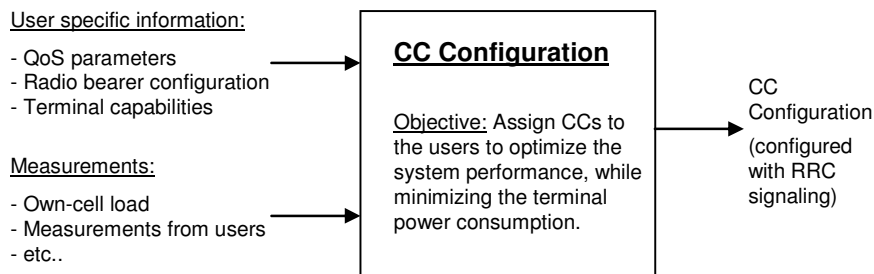 User specific information:
- QoS parameters
- Radio bearer configuration
- Terminal capabilities
Measurements:
- Own-cell load
- Measurements from users
- etc..
CC Configuration
Objective: Assign CCs to
the users to optimize the
system performance, while
minimizing the terminal
power consumption.
CC
Configuration
(configured
with RRC
signaling)